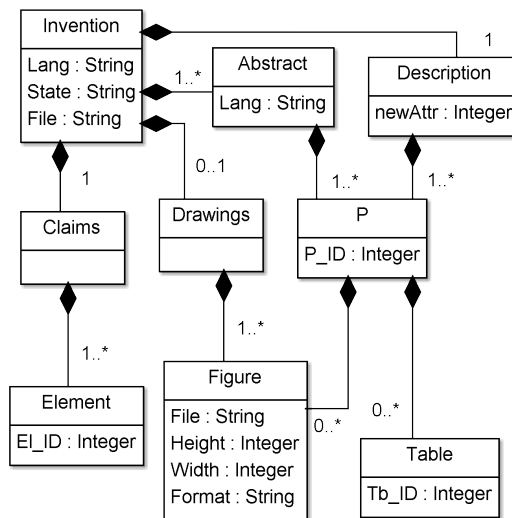 Invention
Lang : String
State : String
File : String
1
1..*
Abstract
Lang : String
Description
newAttr : Integer
0..1
1
1..*
1..*
Claims
Drawings
P
P_ID : Integer
1..*
1..*
Element
El_ID : Integer
Figure
File : String
Height : Integer
Width : Integer
Format : String
0..*
0..*
Table
Tb_ID : Integer